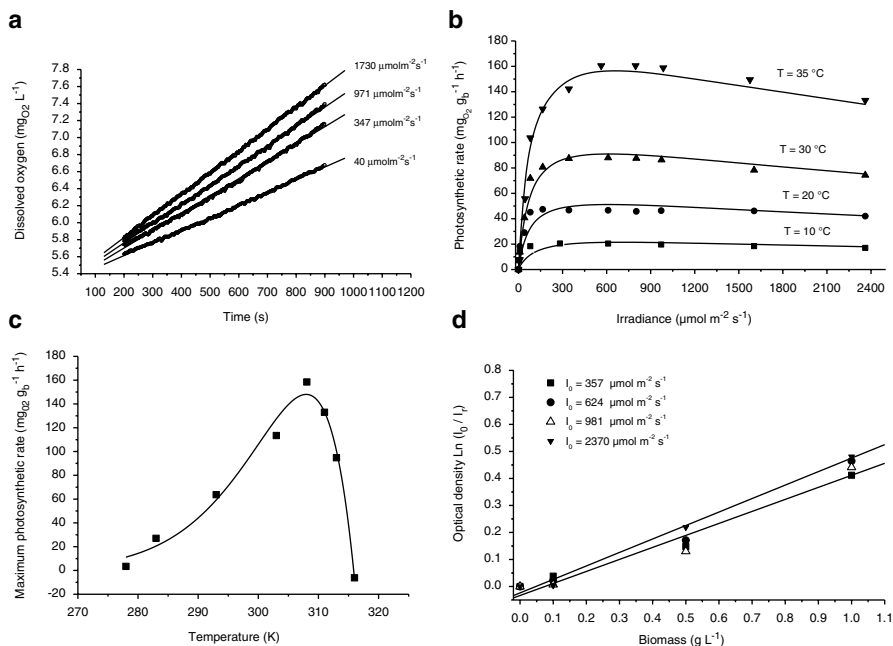 a
Dissolved oxygen (mgO2 L-1)
7.8
7.6
7.4
7.2
7.0
6.8
6.6
6.4
6.2
6.0
5.8
5.6
5.4
1730 μmolm-2s-1
971 μmolm-2s-1
347 μmolm-2s-1
40 μmolm-2s-1
100 200 300 400 500 600 700 800 900 1000 1100 1200
Time (s)
b
Photosynthetic rate (mgO2 gb-1 h-1)
180
160
140
120
100
80
60
40
20
0
T = 35 °C
T = 30 °C
T = 20 °C
T = 10 °C
0 300 600 900 1200 1500 1800 2100 2400
Irradiance (μmol m-2 s-1)
c
Maximum photosynthetic rate (mgO2 gb-1 h-1)
180
160
140
120
100
80
60
40
20
0
-20
270 280 290 300 310 320
Temperature (K)
d
Optical density Ln (I0 / Ir)
0.8
0.7
0.6
0.5
0.4
0.3
0.2
0.1
0.0
I0 = 357 μmol m-2 s-1
I0 = 624 μmol m-2 s-1
I0 = 981 μmol m-2 s-1
I0 = 2370 μmol m-2 s-1
0.0 0.1 0.2 0.3 0.4 0.5 0.6 0.7 0.8 0.9 1.0 1.1
Biomass (g L-1)